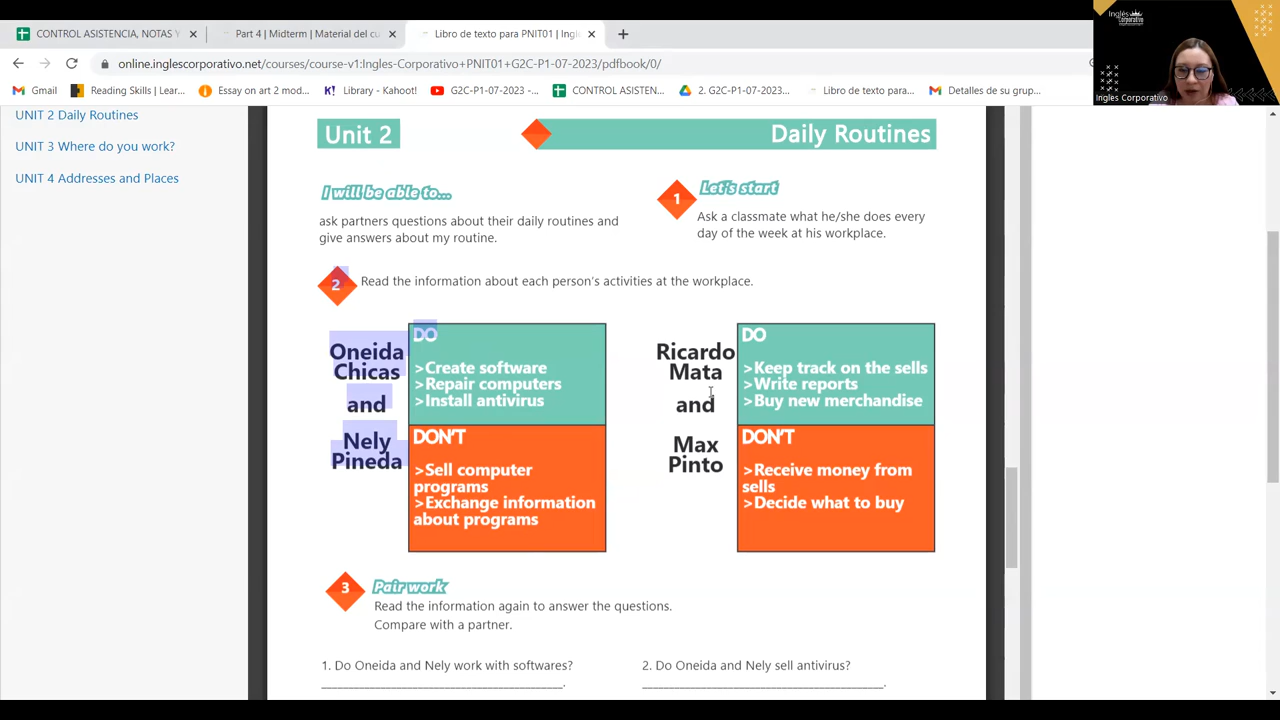 CONTROL ASISTENCIA, NOTAS Y
Part 4 | Midterm | Material del cu
Libro de texto para PNIT01 | Ingl
online.inglescorporativo.net/courses/course-v1:Ingles-Corporativo+PNIT01+G2C-P1-07-2023/pdfbook/0/
Gmail
Reading Skills | Lear...
Essay on art 2 mod...
Library - Kahoot!
G2C-P1-07-2023 -...
CONTROL ASISTEN...
2. G2C-P1-07-2023...
Libro de texto para...
Detalles de su grup...
Inglés
Corporativo
Ingles Corporativo
UNIT 2 Daily Routines
UNIT 3 Where do you work?
UNIT 4 Addresses and Places
Unit 2
Daily Routines
I will be able to...
ask partners questions about their daily routines and
give answers about my routine.
1
Let's start
Ask a classmate what he/she does every
day of the week at his workplace.
2
Read the information about each person's activities at the workplace.
Oneida
Chicas
and
Nely
Pineda
DO
>Create software
>Repair computers
>Install antivirus
DON'T
>Sell computer
programs
>Exchange information
about programs
Ricardo
Mata
and
Max
Pinto
DO
>Keep track on the sells
>Write reports
>Buy new merchandise
DON'T
>Receive money from
sells
>Decide what to buy
3
Pair work
Read the information again to answer the questions.
Compare with a partner.
1. Do Oneida and Nely work with softwares?
2. Do Oneida and Nely sell antivirus?